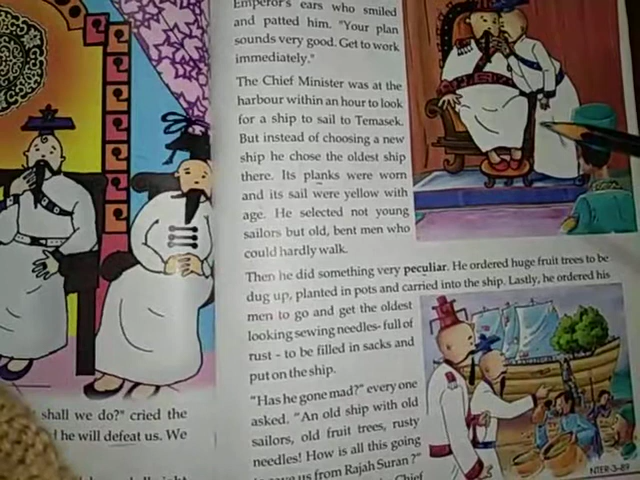 shall we do?" cried the
he will defeat us. We
Emperor's ears who smiled
and patted him. "Your plan
sounds very good. Get to work
immediately."
The Chief Minister was at the
harbour within an hour to look
for a ship to sail to Temasek.
But instead of choosing a new
ship he chose the oldest ship
there. Its planks were worn
and its sail were yellow with
age. He selected not young
sailors but old, bent men who
could hardly walk.
Then he did something very peculiar. He ordered huge fruit trees to be
dug up, planted in pots and carried into the ship. Lastly, he ordered his
men to go and get the oldest
looking sewing needles- full of
rust - to be filled in sacks and
put on the ship.
"Has he gone mad?" every one
asked. "An old ship with old
sailors, old fruit trees, rusty
needles! How is all this going
us from Rajah Suran ?"
Chief
NTER-3-89